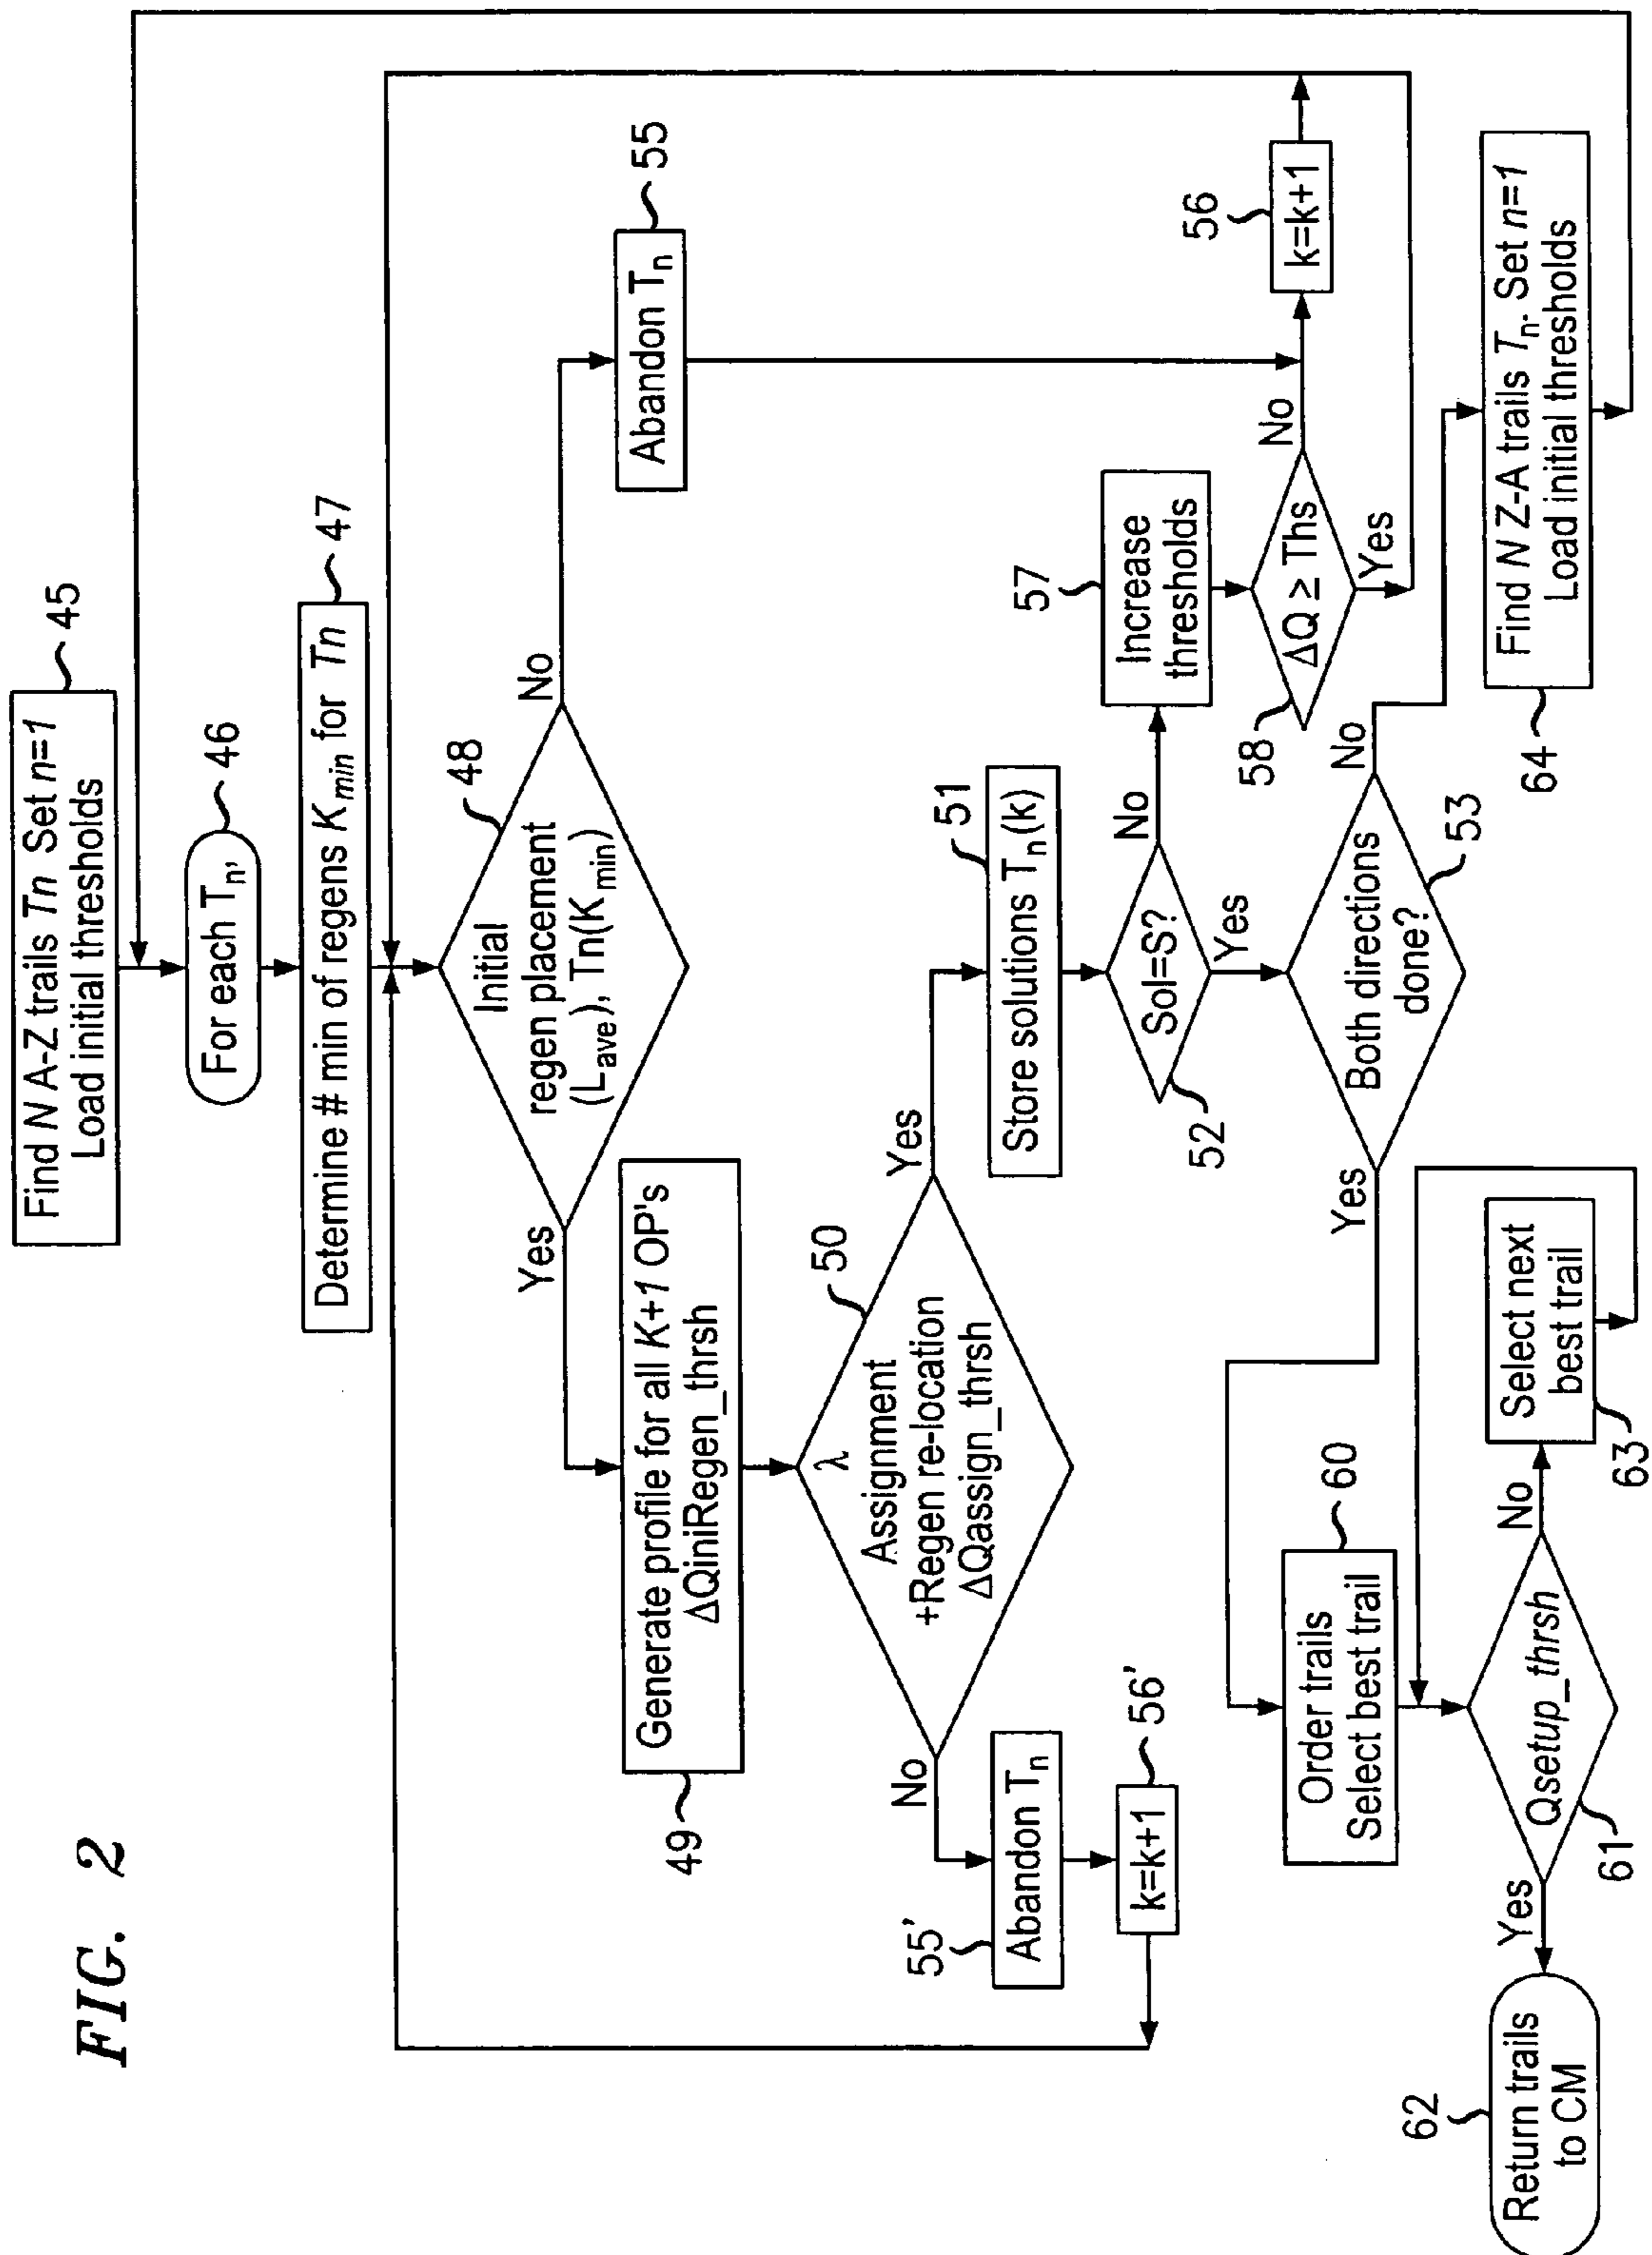 FIG. 2
Find N A-Z trails Tn Set n=1
Load initial thresholds
45
For each Tn,
46
Determine # min of regens Kmin for Tn
47
Initial
regen placement
(Lave), Tn(Kmin)
48
Yes
No
Abandon Tn
55
Generate profile for all K+1 OP's
ΔQiniRegen_thrsh
49
λ
Assignment
+Regen re-location
ΔQassign_thrsh
50
No
Yes
Abandon Tn
55'
k=k+1
56'
Store solutions Tn(k)
51
Sol=S?
52
No
Yes
Increase
thresholds
57
ΔQ ≥ Ths
58
No
Yes
k=k+1
56
Both directions
done?
53
Yes
No
Find N Z-A trails Tn. Set n=1
Load initial thresholds
64
Order trails
Select best trail
60
Qsetup_thrsh
61
No
Yes
Select next
best trail
63
Return trails
to CM
62